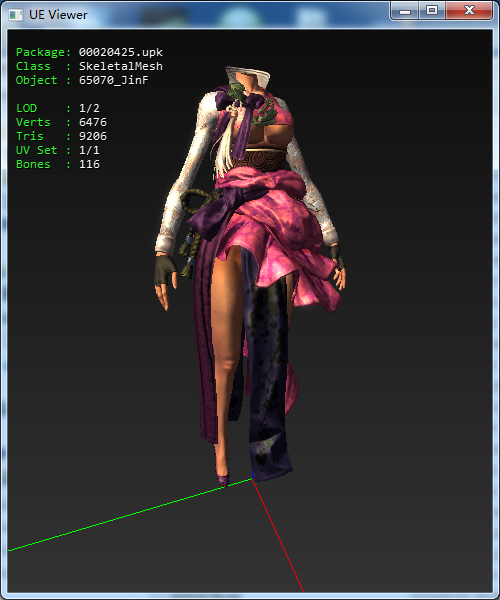 UE Viewer
Package: 00020425.upk
Class : SkeletalMesh
Object : 65070_JinF
LOD : 1/2
Verts : 6476
Tris : 9206
UV Set : 1/1
Bones : 116